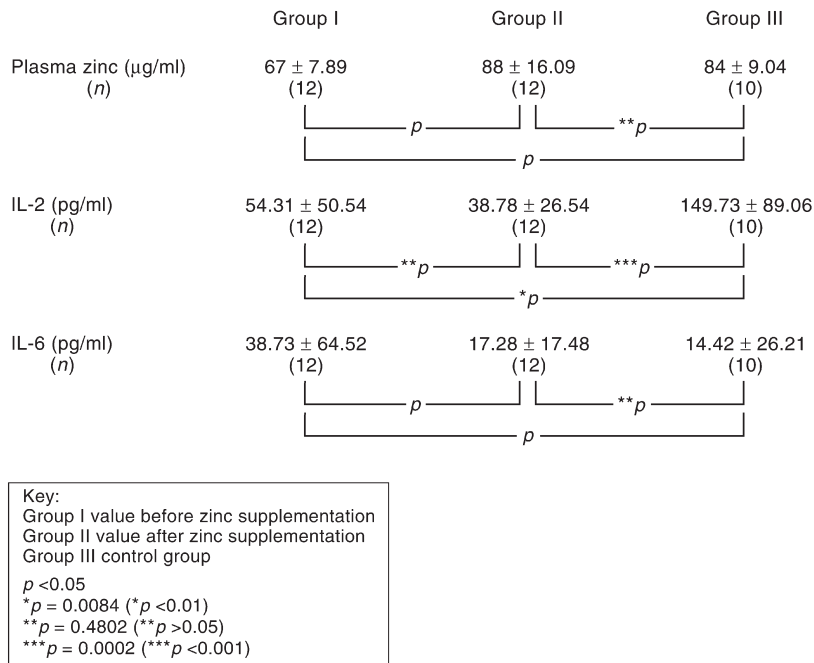 Group I Group II Group III
Plasma zinc (μg/ml) 67 ± 7.89 88 ± 16.09 84 ± 9.04
(n) (12) (12) (10)
p **p
p
IL-2 (pg/ml) 54.31 ± 50.54 38.78 ± 26.54 149.73 ± 89.06
(n) (12) (12) (10)
**p ***p
*p
IL-6 (pg/ml) 38.73 ± 64.52 17.28 ± 17.48 14.42 ± 26.21
(n) (12) (12) (10)
p **p
p
Key:
Group I value before zinc supplementation
Group II value after zinc supplementation
Group III control group
p <0.05
*p = 0.0084 (*p <0.01)
**p = 0.4802 (**p >0.05)
***p = 0.0002 (***p <0.001)